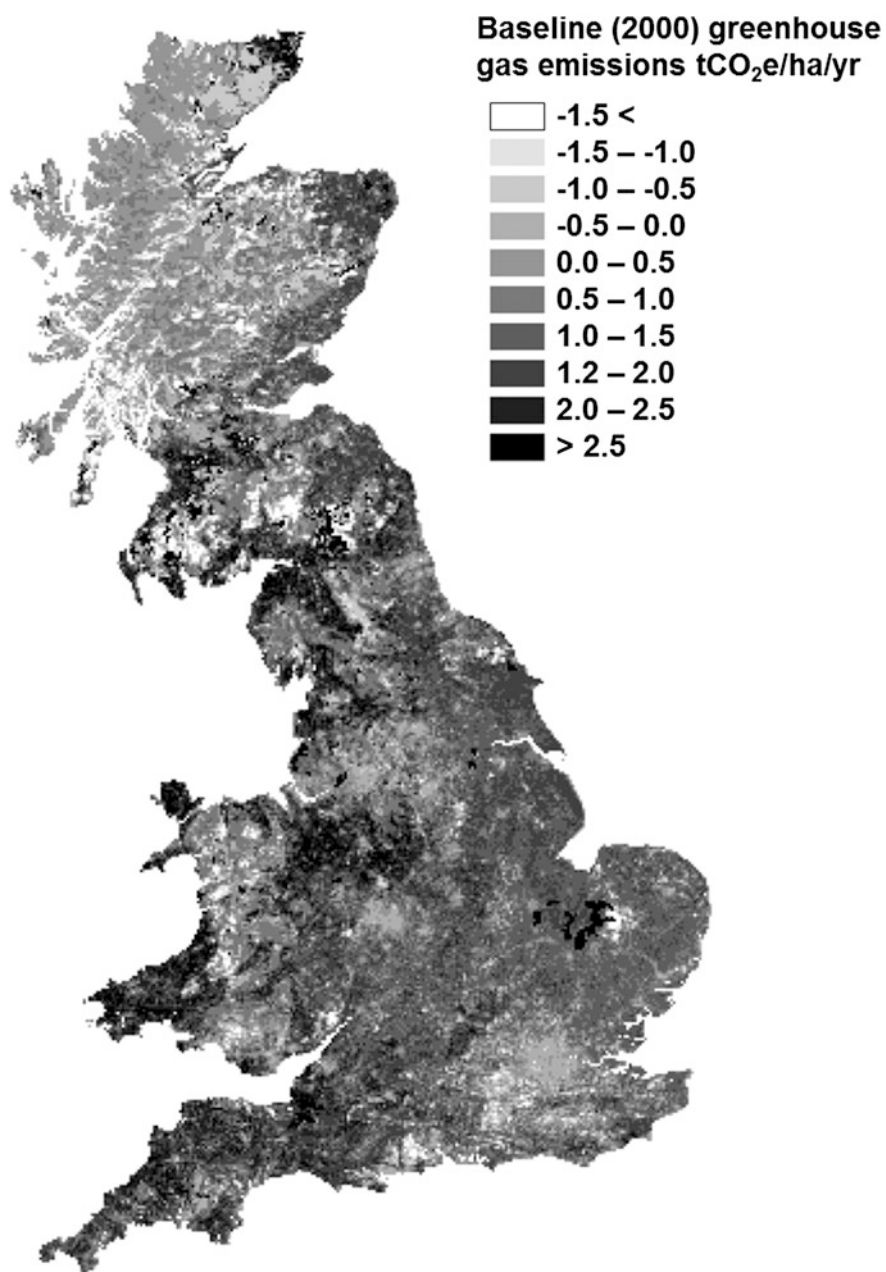 Baseline (2000) greenhouse
gas emissions tCO₂e/ha/yr
-1.5 <
-1.5 – -1.0
-1.0 – -0.5
-0.5 – 0.0
0.0 – 0.5
0.5 – 1.0
1.0 – 1.5
1.2 – 2.0
2.0 – 2.5
> 2.5